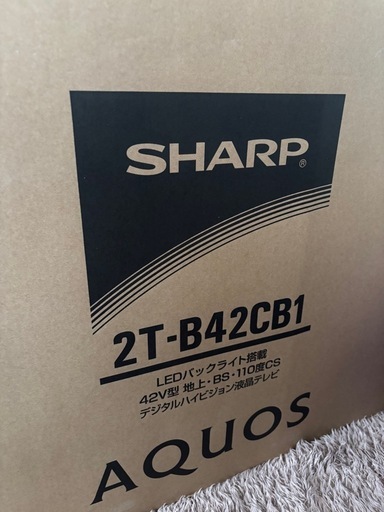 SHARP®
2T-B42CB1
LEDバックライト搭載
42V型 地上・BS・110度CS
デジタルハイビジョン液晶テレビ
AQUOS